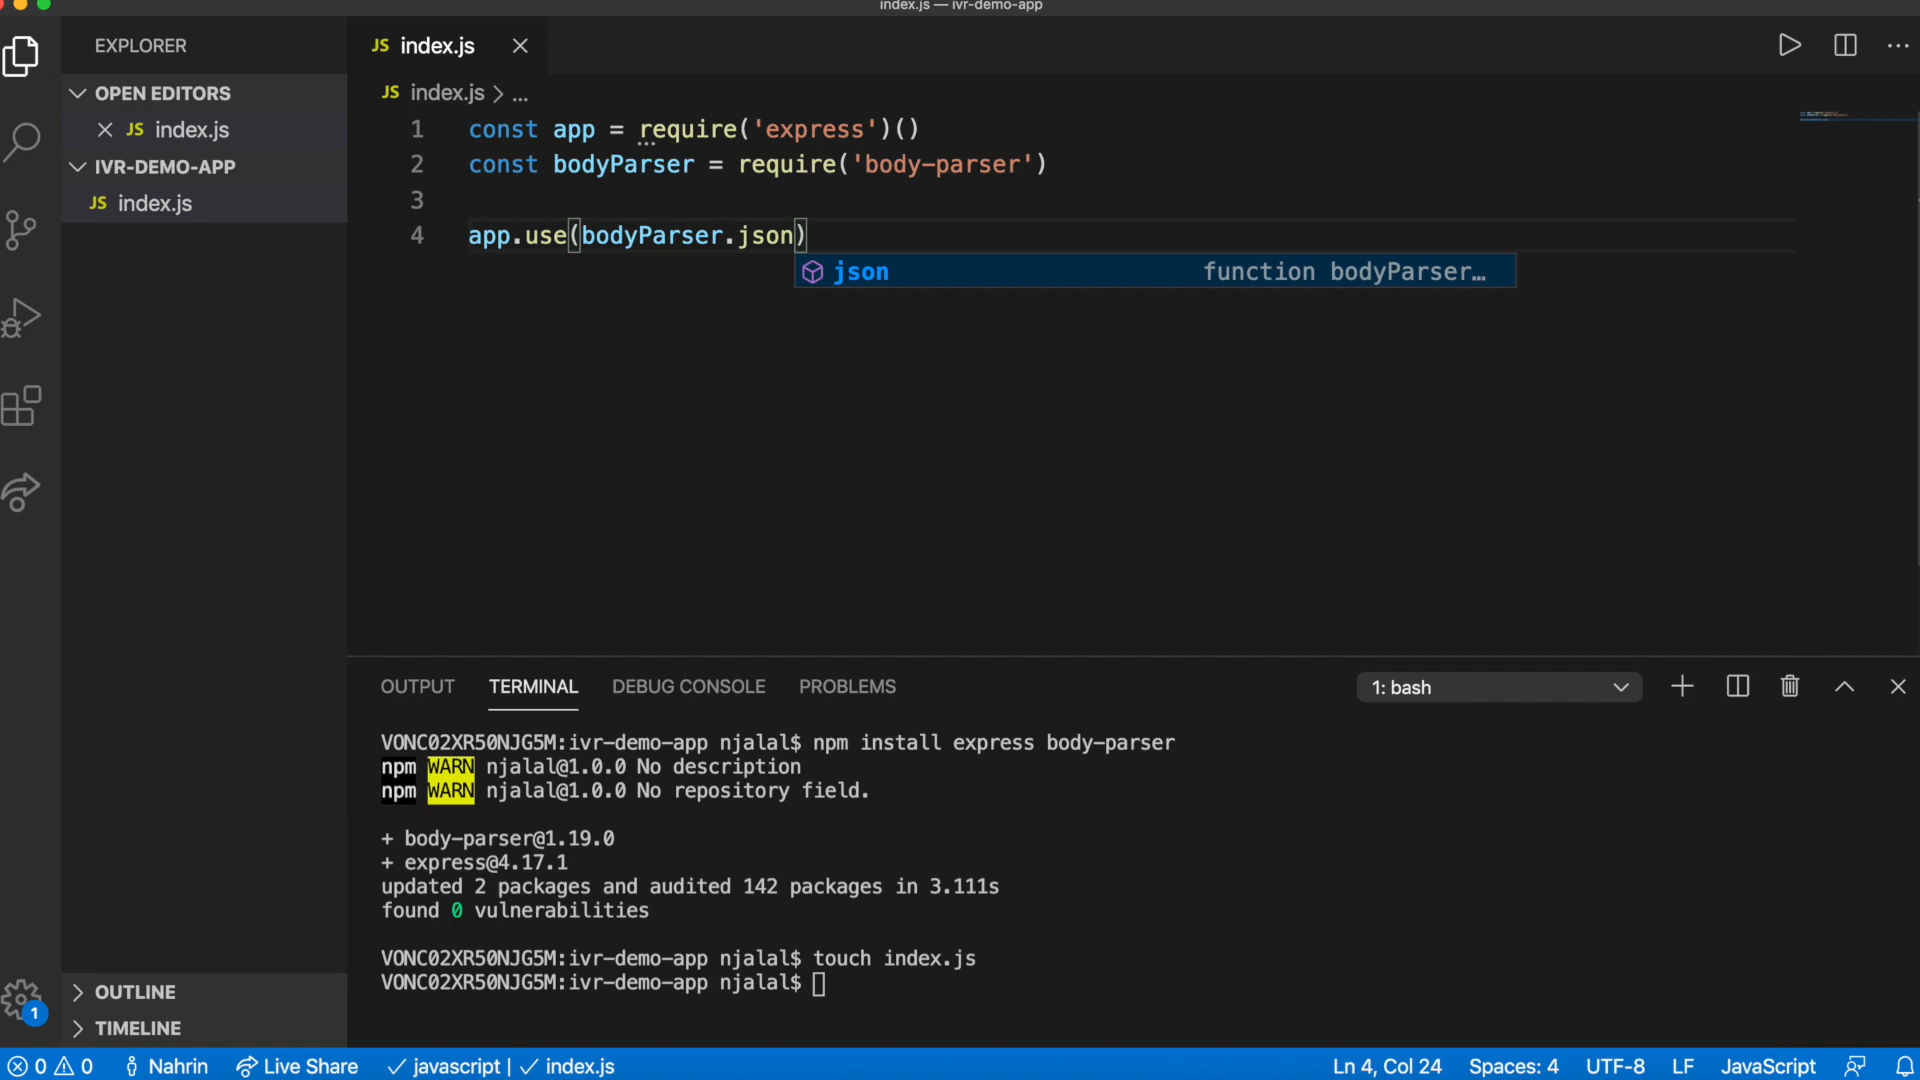 index.js — ivr-demo-app
EXPLORER
OPEN EDITORS
JS index.js
IVR-DEMO-APP
JS index.js
JS index.js
JS index.js > ...
1 const app = require('express')()
2 const bodyParser = require('body-parser')
3
4 app.use(bodyParser.json)
json function bodyParser…
OUTPUT TERMINAL DEBUG CONSOLE PROBLEMS 1: bash
VONC02XR50NJG5M:ivr-demo-app njalal$ npm install express body-parser
npm WARN njalal@1.0.0 No description
npm WARN njalal@1.0.0 No repository field.
+ body-parser@1.19.0
+ express@4.17.1
updated 2 packages and audited 142 packages in 3.111s
found 0 vulnerabilities
VONC02XR50NJG5M:ivr-demo-app njalal$ touch index.js
VONC02XR50NJG5M:ivr-demo-app njalal$
OUTLINE
TIMELINE
1
0 0 Nahrin Live Share javascript | index.js Ln 4, Col 24 Spaces: 4 UTF-8 LF JavaScript